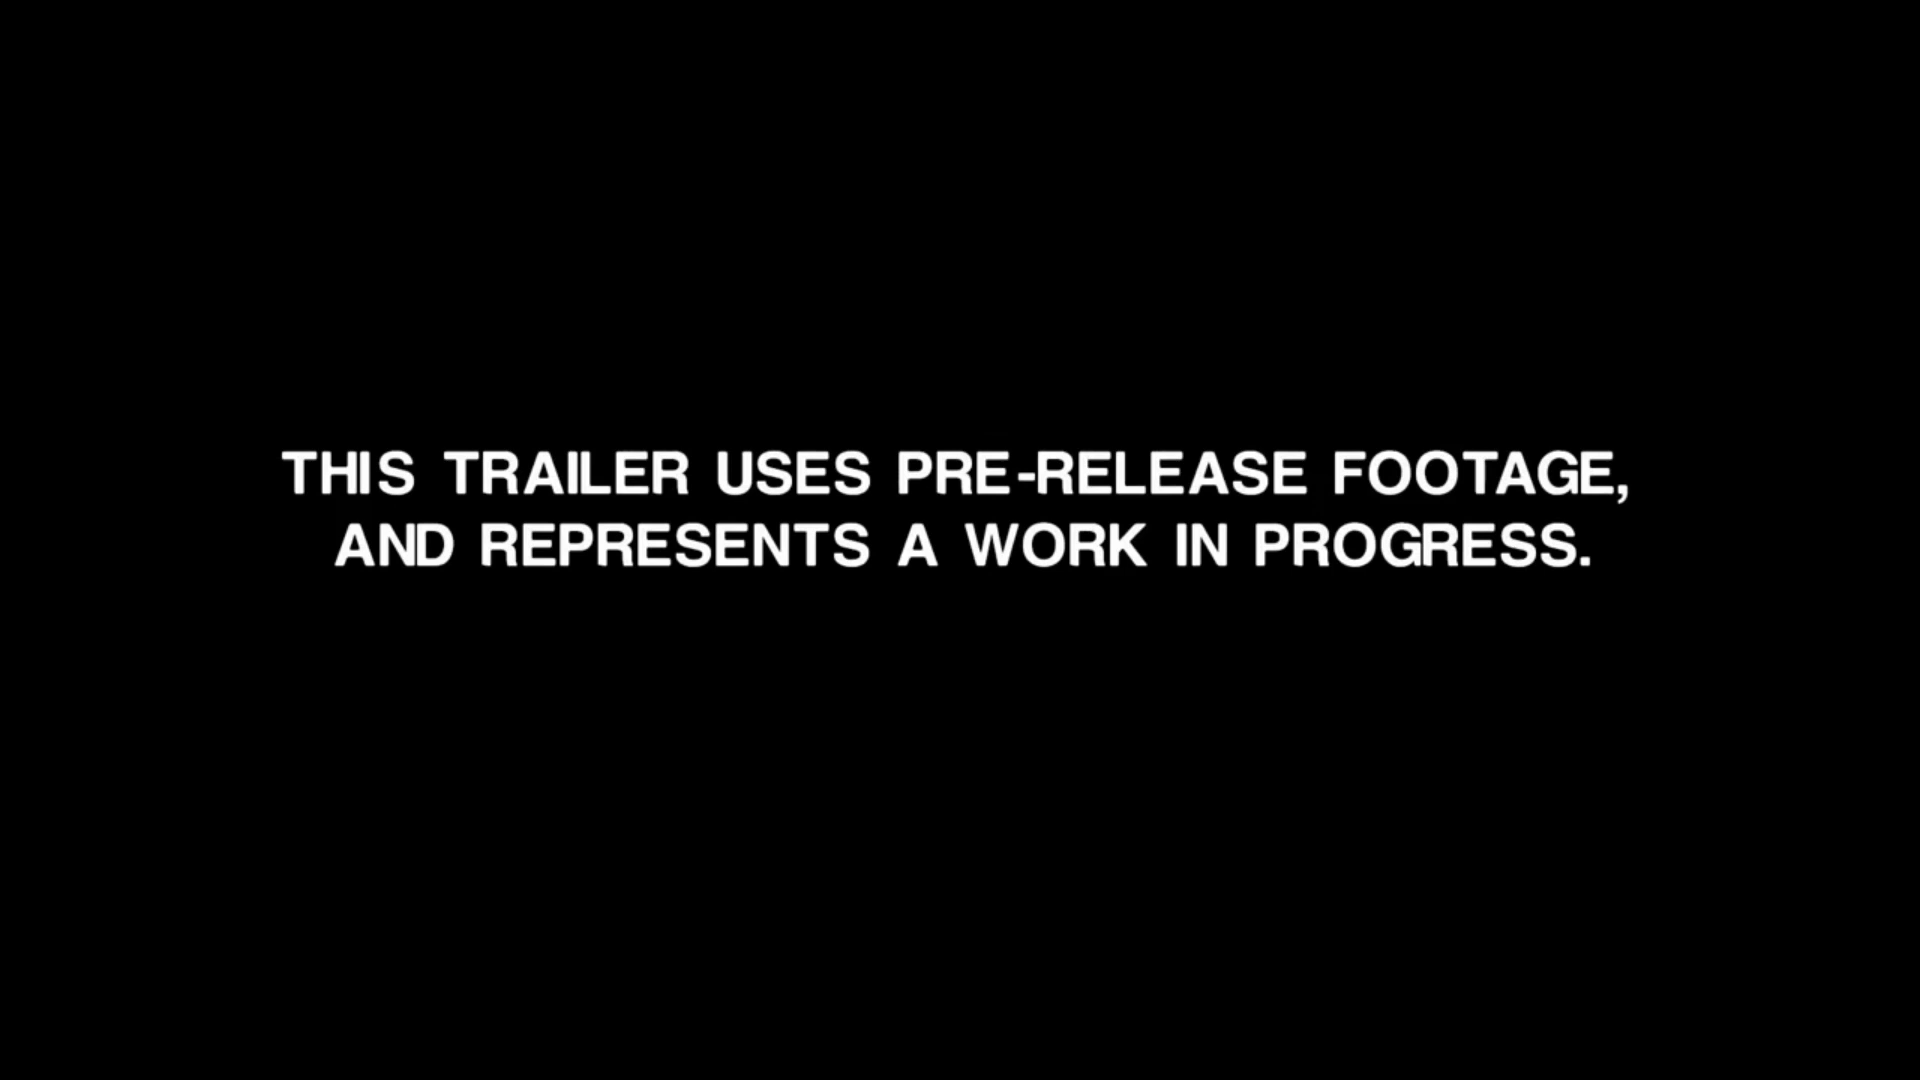 THIS TRAILER USES PRE-RELEASE FOOTAGE,
AND REPRESENTS A WORK IN PROGRESS.